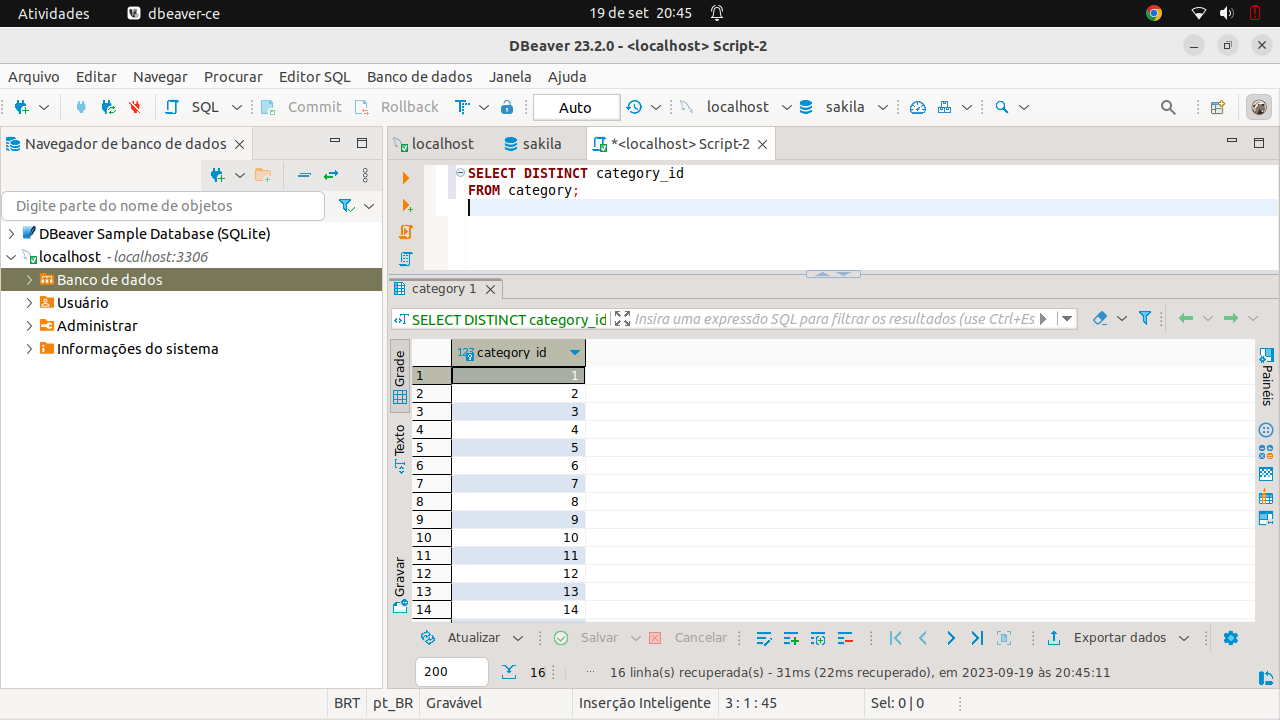 Atividades dbeaver-ce 19 de set 20:45
DBeaver 23.2.0 - <localhost> Script-2
Arquivo Editar Navegar Procurar Editor SQL Banco de dados Janela Ajuda
SQL Commit Rollback Auto localhost sakila
Navegador de banco de dados
Digite parte do nome de objetos
DBeaver Sample Database (SQLite)
localhost - localhost:3306
Banco de dados
Usuário
Administrar
Informações do sistema
localhost sakila *<localhost> Script-2
SELECT DISTINCT category_id
FROM category;
category 1
SELECT DISTINCT category_id Insira uma expressão SQL para filtrar os resultados (use Ctrl+Es
Grade
Texto
Gravar
123 category_id
1 1
2 2
3 3
4 4
5 5
6 6
7 7
8 8
9 9
10 10
11 11
12 12
13 13
14 14
Painéis
Atualizar Salvar Cancelar Exportar dados
200 16 16 linha(s) recuperada(s) - 31ms (22ms recuperado), em 2023-09-19 às 20:45:11
BRT pt_BR Gravável Inserção Inteligente 3 : 1 : 45 Sel: 0 | 0